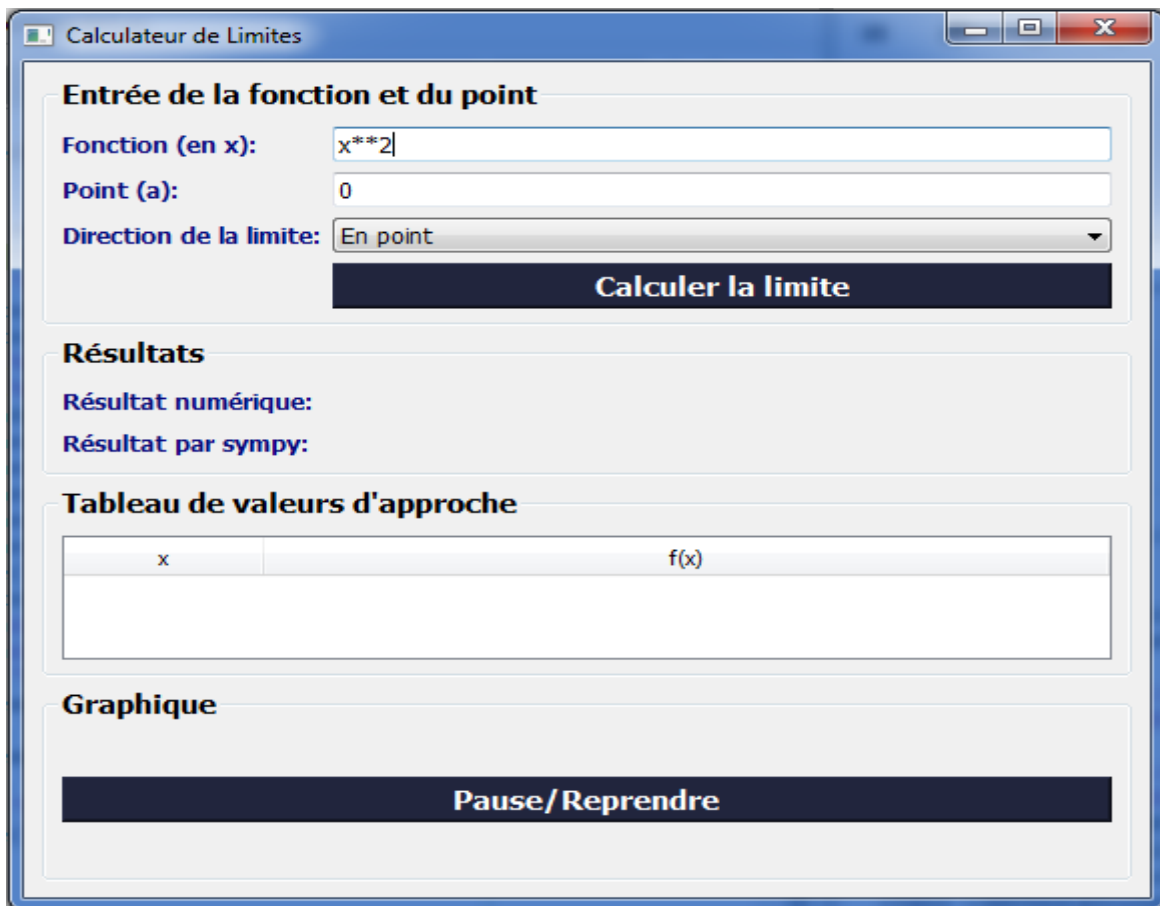 Calculateur de Limites
Entrée de la fonction et du point
Fonction (en x): x**2
Point (a): 0
Direction de la limite: En point
Calculer la limite
Résultats
Résultat numérique:
Résultat par sympy:
Tableau de valeurs d'approche
x f(x)
Graphique
Pause/Reprendre